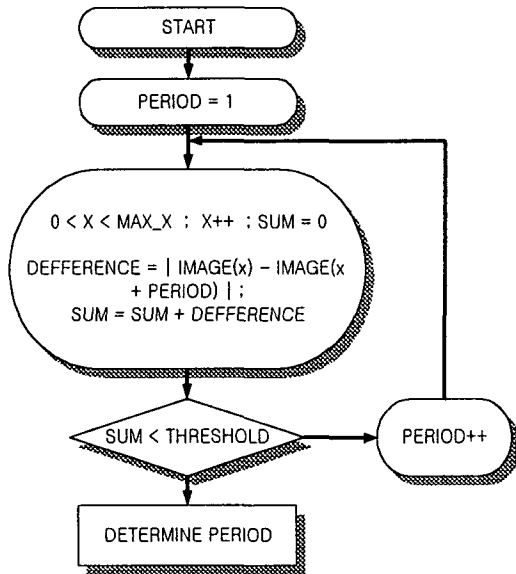 START
PERIOD = 1
0 < X < MAX_X ; X++ ; SUM = 0
DEFFERENCE = | IMAGE(x) – IMAGE(x
+ PERIOD) | ;
SUM = SUM + DEFFERENCE
SUM < THRESHOLD
PERIOD++
DETERMINE PERIOD